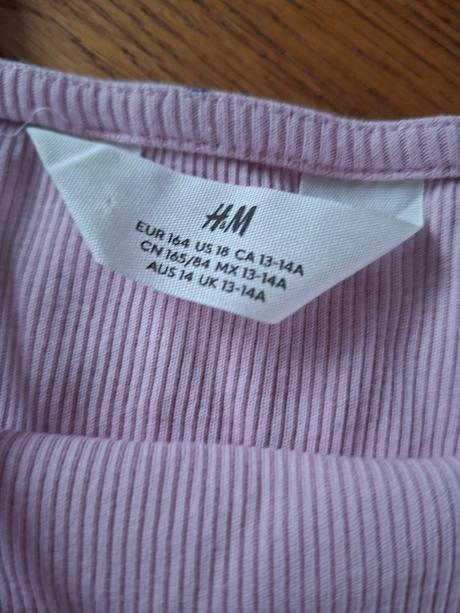 H&M
EUR 164 US 18 CA 13-14A
CN 165/84 MX 13-14A
AUS 14 UK 13-14A